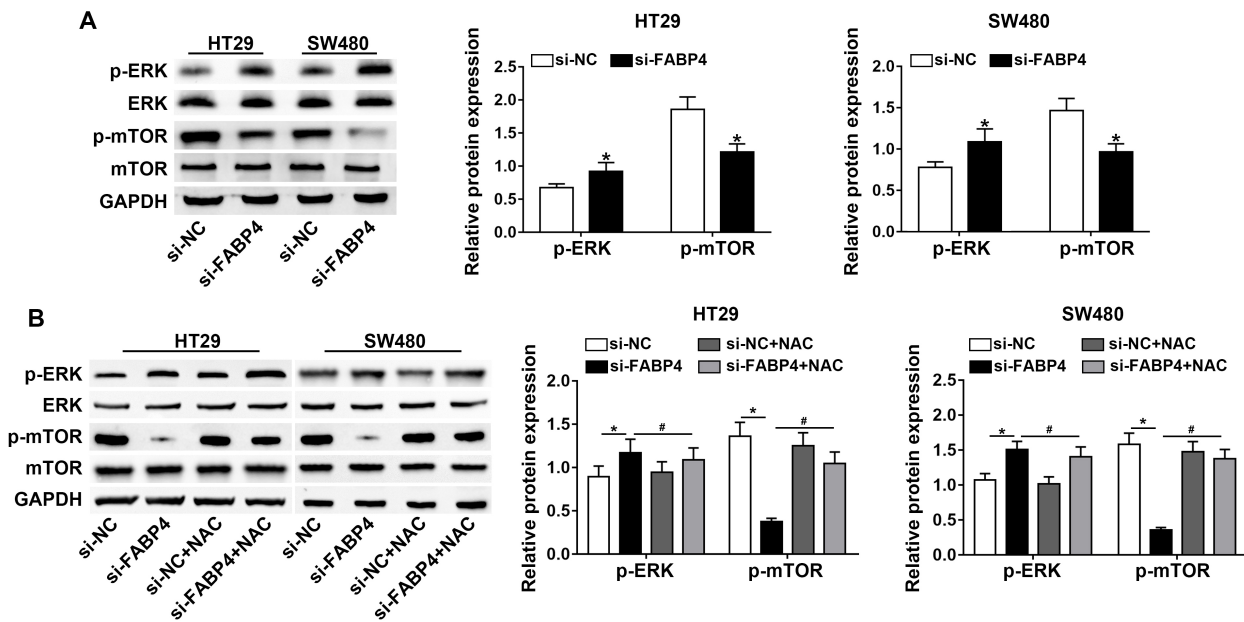 A
HT29 SW480
p-ERK
ERK
p-mTOR
mTOR
GAPDH
si-NC
si-FABP4
si-NC
si-FABP4
HT29
si-NC si-FABP4
Relative protein expression
2.5
2.0
1.5
1.0
0.5
0.0
* *
p-ERK p-mTOR
SW480
si-NC si-FABP4
Relative protein expression
2.0
1.5
1.0
0.5
0.0
* *
p-ERK p-mTOR
B
HT29 SW480
p-ERK
ERK
p-mTOR
mTOR
GAPDH
si-NC
si-FABP4
si-NC+NAC
si-FABP4+NAC
si-NC
si-FABP4
si-NC+NAC
si-FABP4+NAC
HT29
si-NC si-NC+NAC
si-FABP4 si-FABP4+NAC
Relative protein expression
2.0
1.5
1.0
0.5
0.0
* # * #
p-ERK p-mTOR
SW480
si-NC si-NC+NAC
si-FABP4 si-FABP4+NAC
Relative protein expression
2.5
2.0
1.5
1.0
0.5
0.0
* # * #
p-ERK p-mTOR